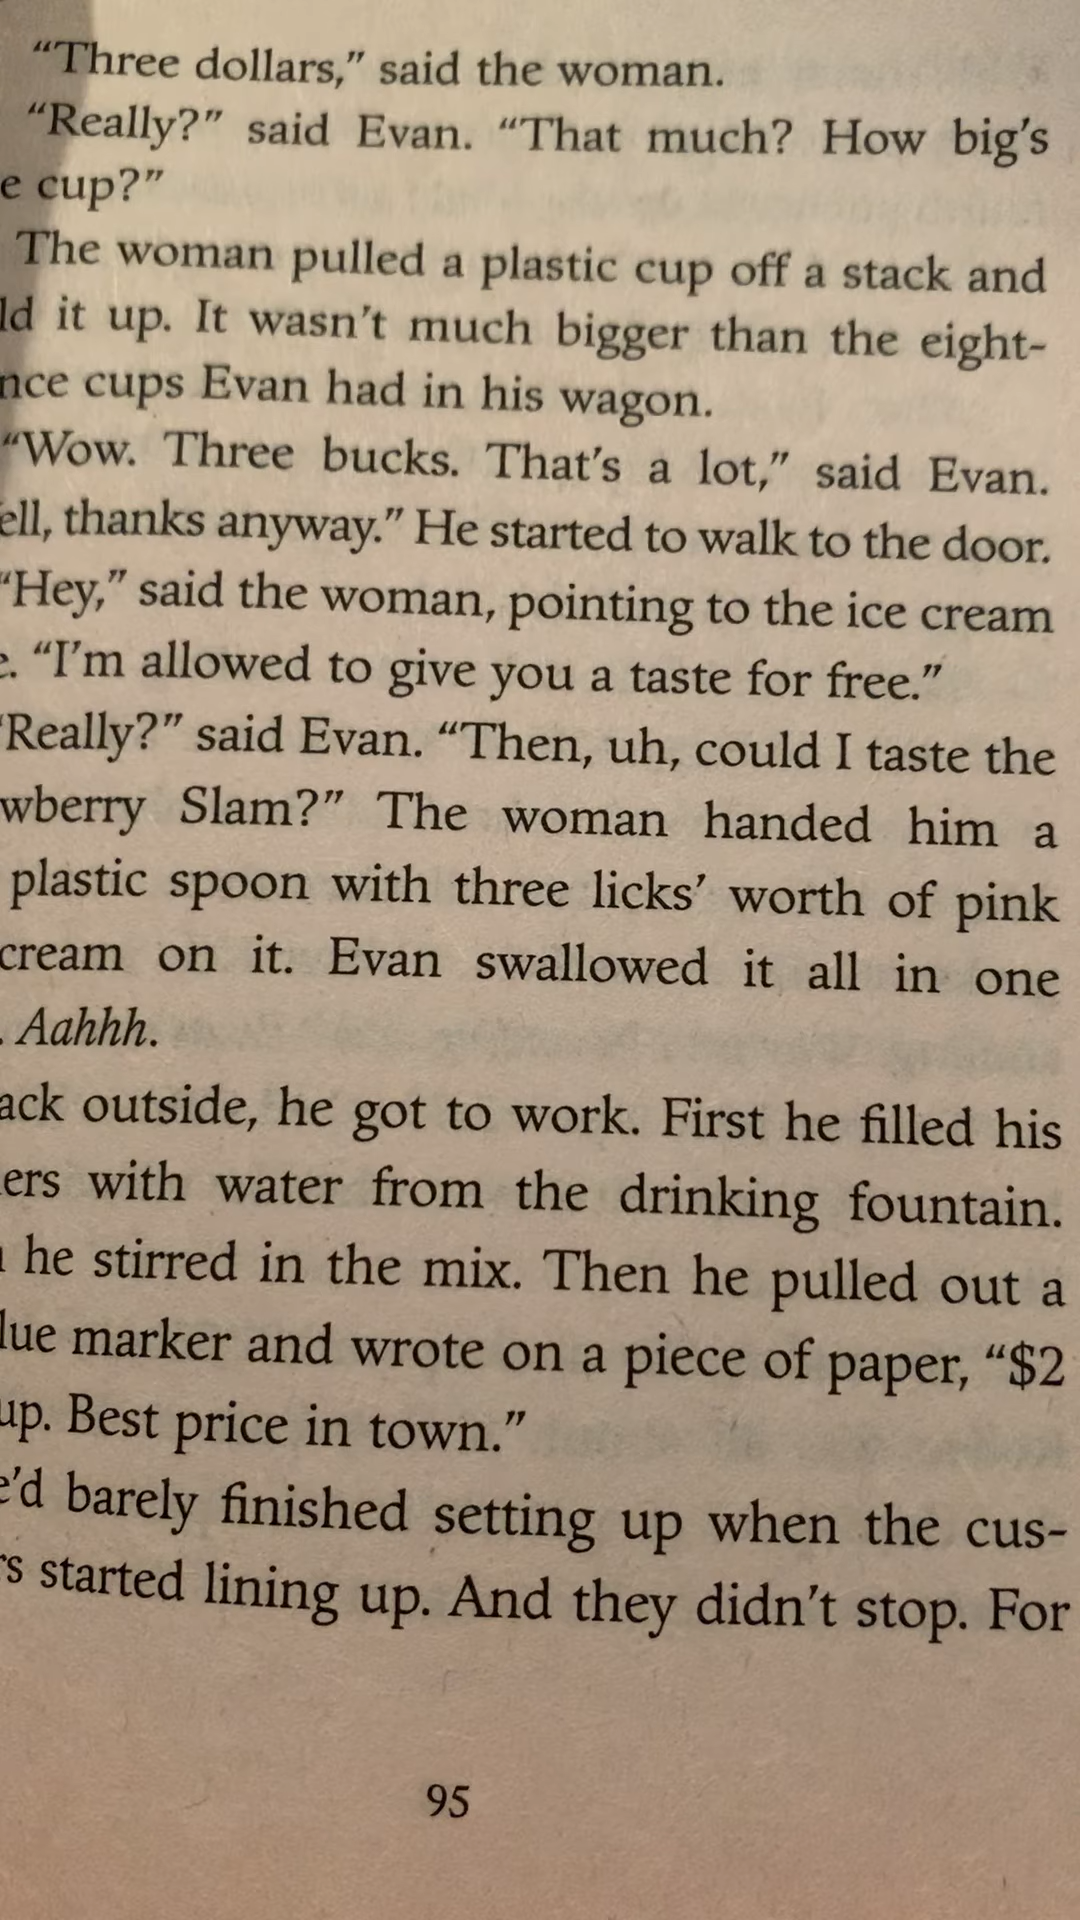 “Three dollars,” said the woman.
“Really?” said Evan. “That much? How big’s
e cup?”
The woman pulled a plastic cup off a stack and
ld it up. It wasn’t much bigger than the eight-
nce cups Evan had in his wagon.
“Wow. Three bucks. That’s a lot,” said Evan.
ell, thanks anyway.” He started to walk to the door.
“Hey,” said the woman, pointing to the ice cream
e. “I’m allowed to give you a taste for free.”
“Really?” said Evan. “Then, uh, could I taste the
wberry Slam?” The woman handed him a
plastic spoon with three licks’ worth of pink
cream on it. Evan swallowed it all in one
. Aahhh.
ack outside, he got to work. First he filled his
ers with water from the drinking fountain.
he stirred in the mix. Then he pulled out a
lue marker and wrote on a piece of paper, “$2
up. Best price in town.”
e’d barely finished setting up when the cus-
rs started lining up. And they didn’t stop. For
95